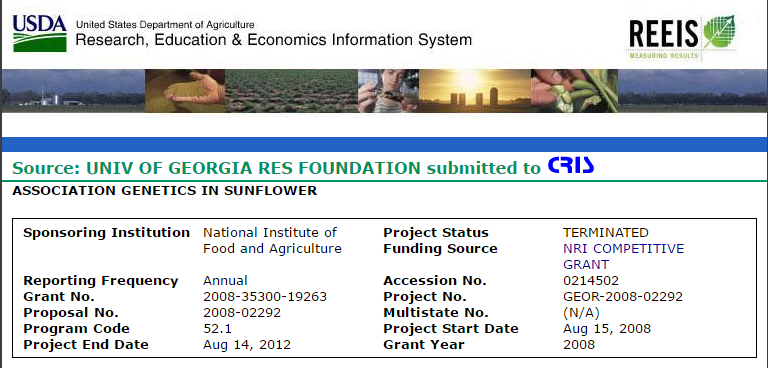 USDA
United States Department of Agriculture
Research, Education & Economics Information System
REEIS
MEASURING RESULTS
Source: UNIV OF GEORGIA RES FOUNDATION submitted to CRIS
ASSOCIATION GENETICS IN SUNFLOWER
Sponsoring Institution National Institute of Food and Agriculture Project Status TERMINATED
Funding Source NRI COMPETITIVE GRANT
Reporting Frequency Annual Accession No. 0214502
Grant No. 2008-35300-19263 Project No. GEOR-2008-02292
Proposal No. 2008-02292 Multistate No. (N/A)
Program Code 52.1 Project Start Date Aug 15, 2008
Project End Date Aug 14, 2012 Grant Year 2008